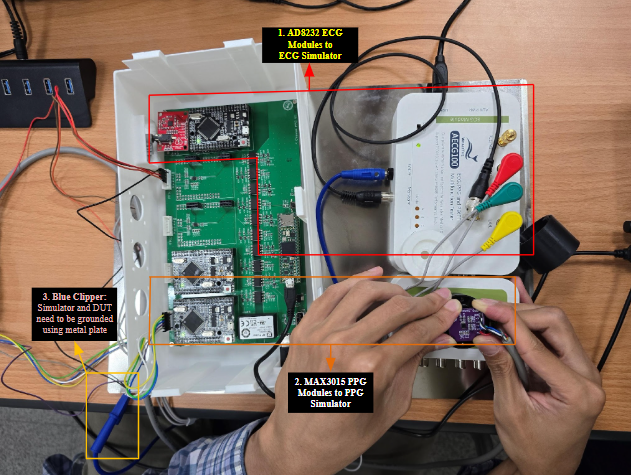 1. AD8232 ECG
Modules to
ECG Simulator
AECG100
3. Blue Clipper:
Simulator and DUT
need to be grounded
using metal plate
2. MAX3015 PPG
Modules to PPG
Simulator